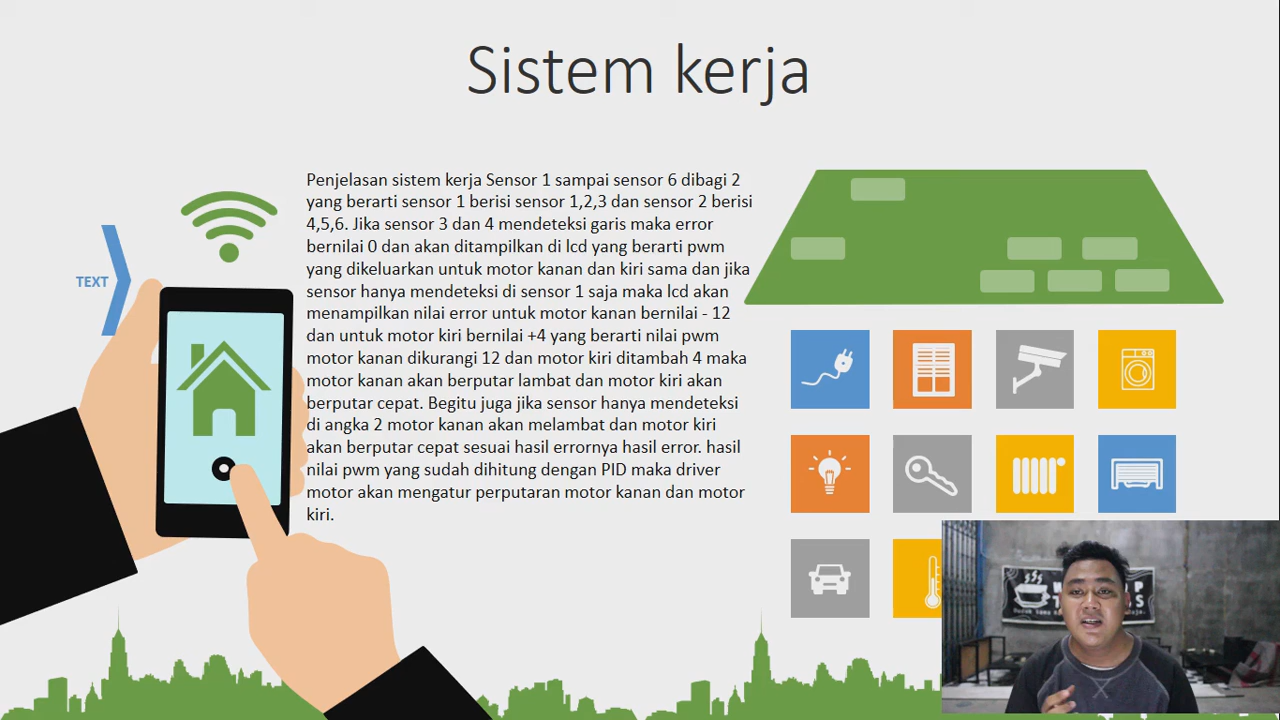 Sistem kerja
Penjelasan sistem kerja Sensor 1 sampai sensor 6 dibagi 2
yang berarti sensor 1 berisi sensor 1,2,3 dan sensor 2 berisi
4,5,6. Jika sensor 3 dan 4 mendeteksi garis maka error
bernilai 0 dan akan ditampilkan di lcd yang berarti pwm
yang dikeluarkan untuk motor kanan dan kiri sama dan jika
sensor hanya mendeteksi di sensor 1 saja maka lcd akan
menampilkan nilai error untuk motor kanan bernilai - 12
dan untuk motor kiri bernilai +4 yang berarti nilai pwm
motor kanan dikurangi 12 dan motor kiri ditambah 4 maka
motor kanan akan berputar lambat dan motor kiri akan
berputar cepat. Begitu juga jika sensor hanya mendeteksi
di angka 2 motor kanan akan melambat dan motor kiri
akan berputar cepat sesuai hasil errornya hasil error. hasil
nilai pwm yang sudah dihitung dengan PID maka driver
motor akan mengatur perputaran motor kanan dan motor
kiri.
TEXT